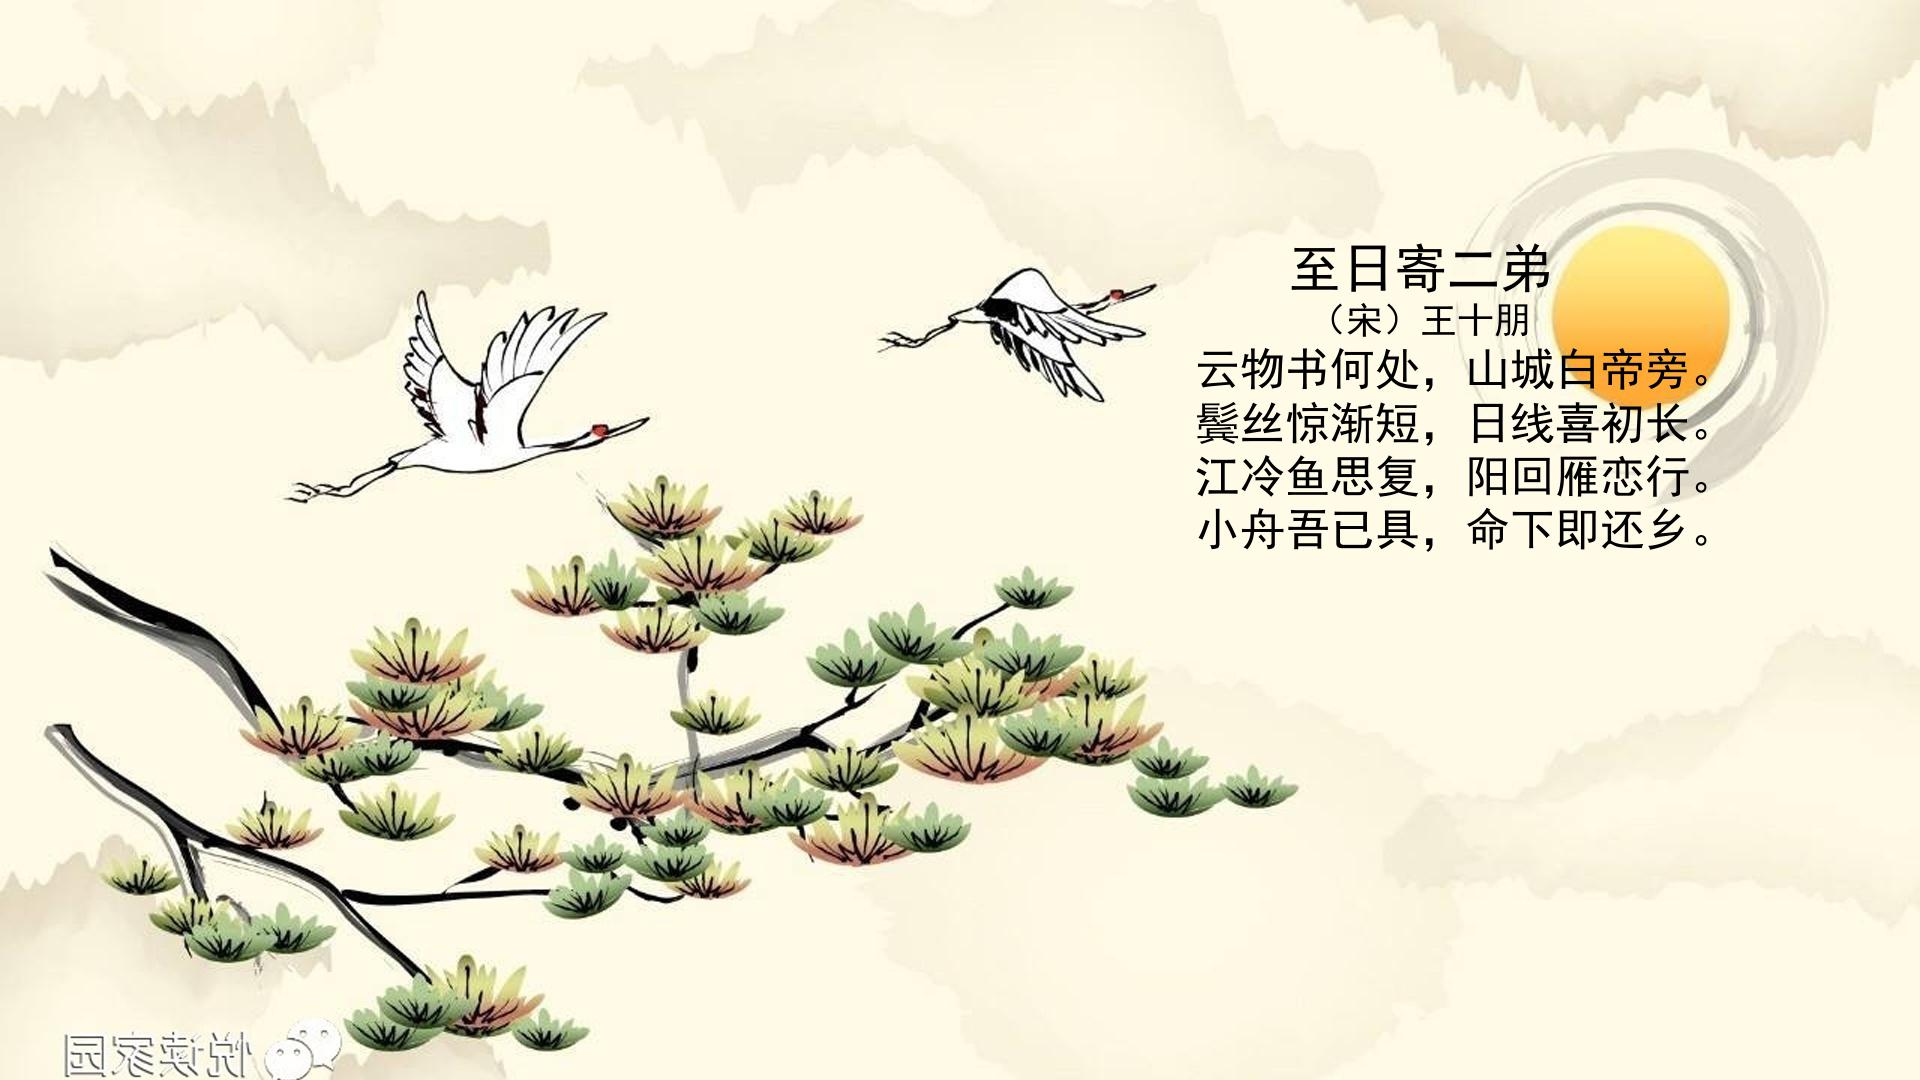 至日寄二弟
（宋）王十朋
云物书何处，山城白帝旁。
鬓丝惊渐短，日线喜初长。
江冷鱼思复，阳回雁恋行。
小舟吾已具，命下即还乡。
悦读家园